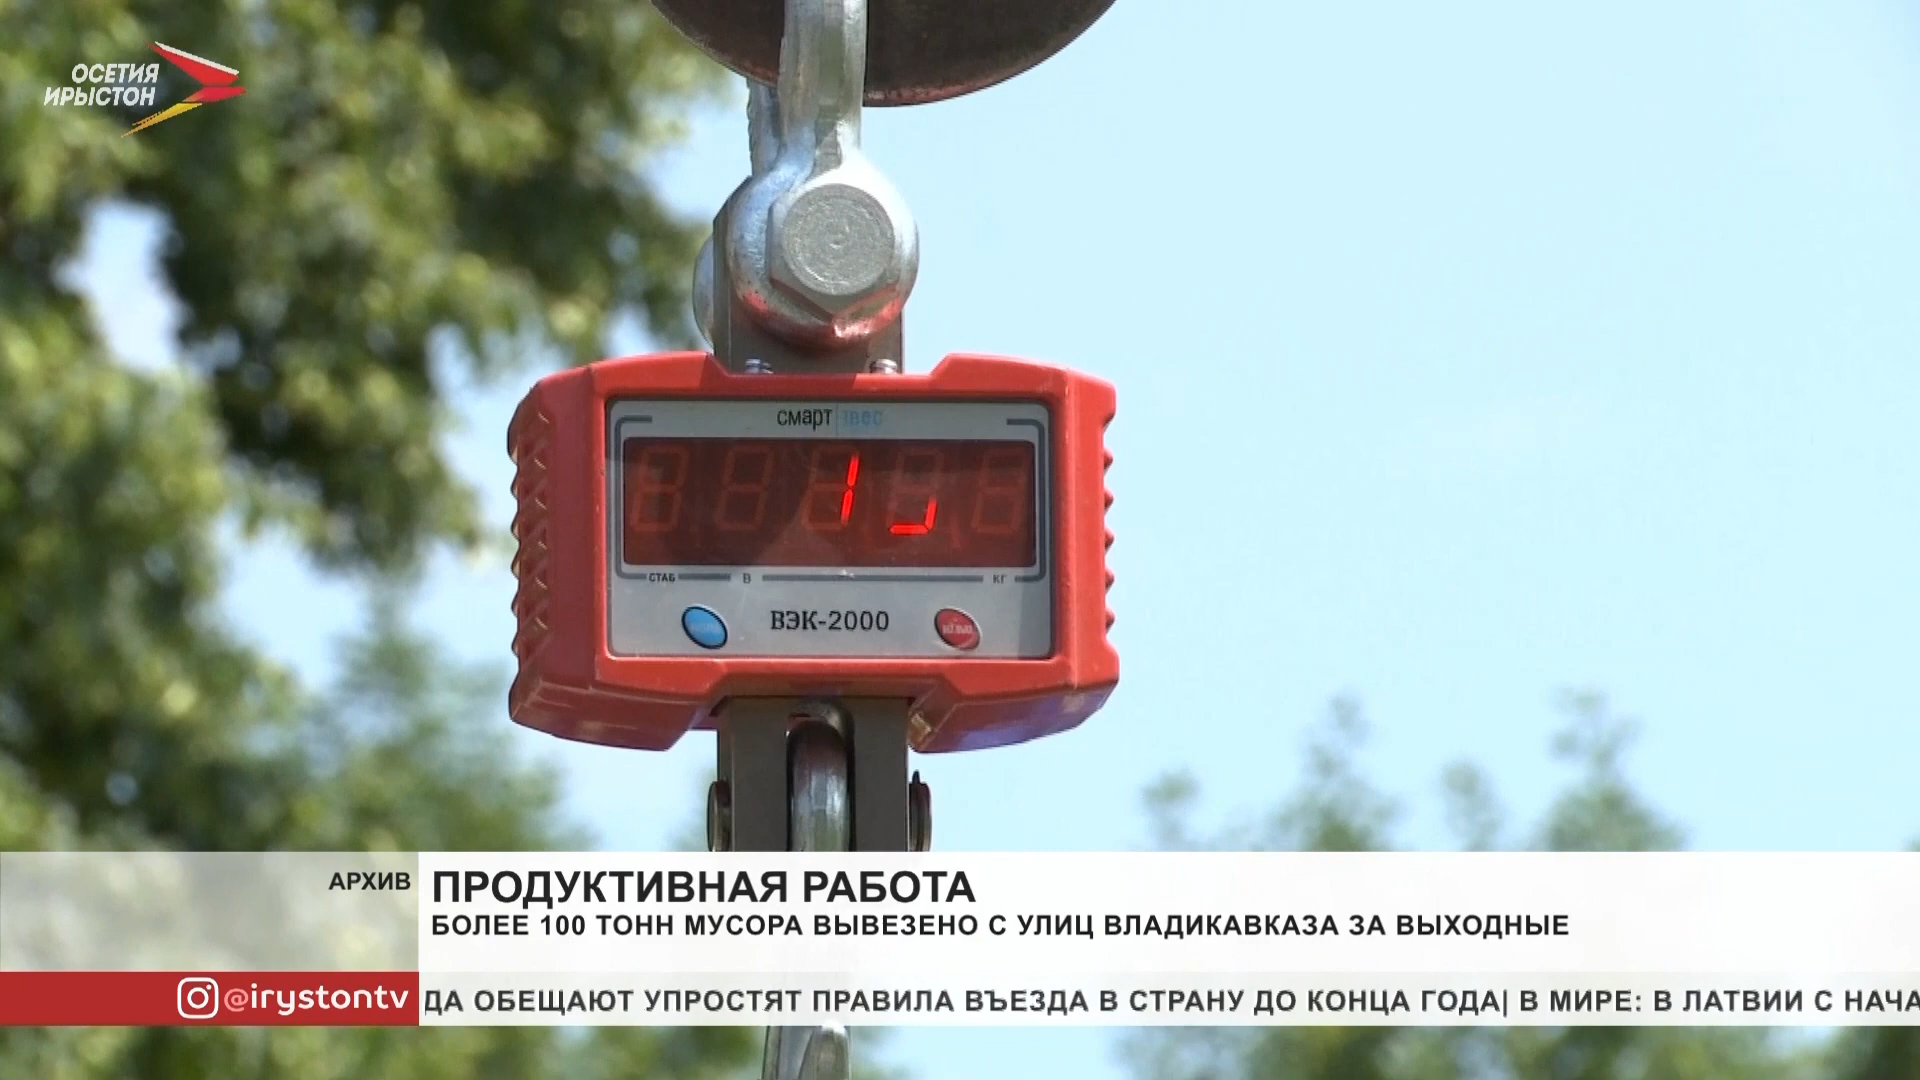 ОСЕТИЯ
ИРЫСТОН
смарт вес
СТАБ В КГ
ВЭК-2000
АРХИВ
ПРОДУКТИВНАЯ РАБОТА
БОЛЕЕ 100 ТОНН МУСОРА ВЫВЕЗЕНО С УЛИЦ ВЛАДИКАВКАЗА ЗА ВЫХОДНЫЕ
@irystontv
ДА ОБЕЩАЮТ УПРОСТЯТ ПРАВИЛА ВЪЕЗДА В СТРАНУ ДО КОНЦА ГОДА| В МИРЕ: В ЛАТВИИ С НАЧА